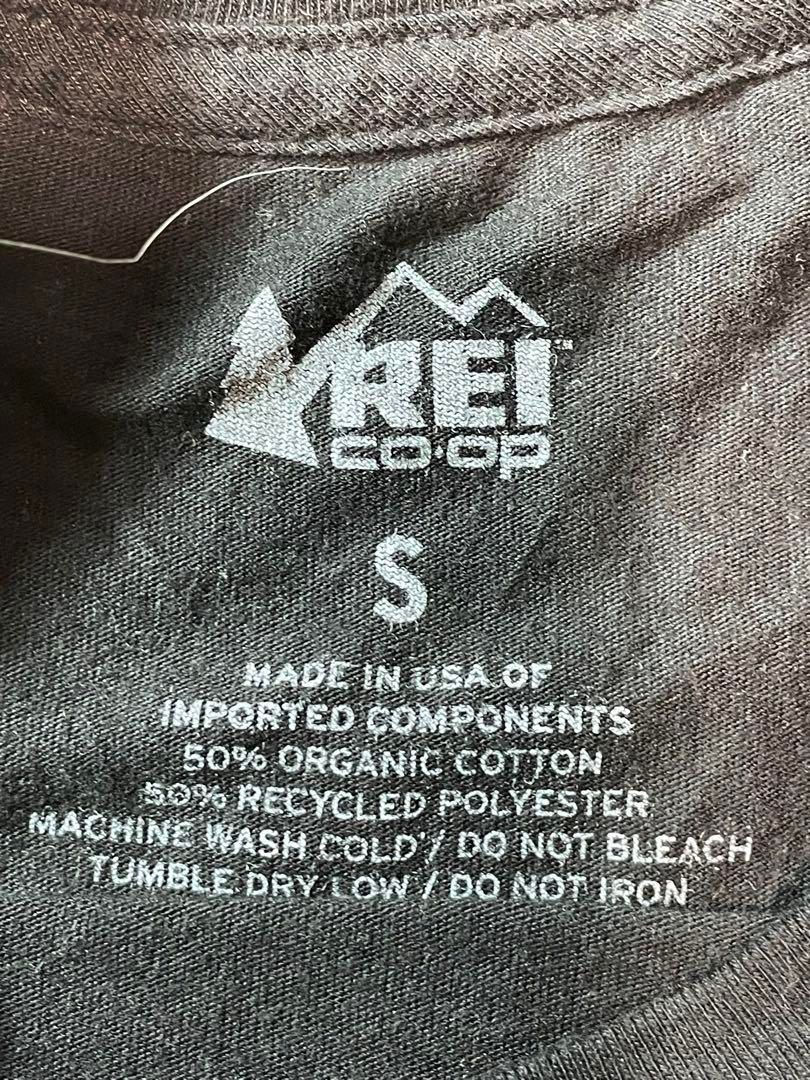 REI™
CO·OP
S
MADE IN USA OF
IMPORTED COMPONENTS
50% ORGANIC COTTON
50% RECYCLED POLYESTER
MACHINE WASH COLD / DO NOT BLEACH
TUMBLE DRY LOW / DO NOT IRON